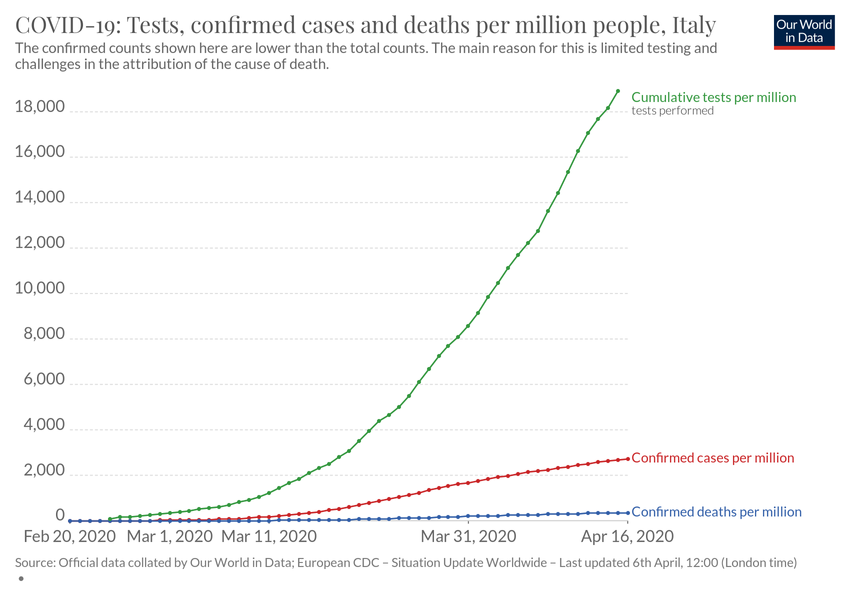 COVID-19: Tests, confirmed cases and deaths per million people, Italy
Our World
in Data
The confirmed counts shown here are lower than the total counts. The main reason for this is limited testing and
challenges in the attribution of the cause of death.
18,000
16,000
14,000
12,000
10,000
8,000
6,000
4,000
2,000
0
Cumulative tests per million
tests performed
Confirmed cases per million
Confirmed deaths per million
Feb 20, 2020 Mar 1, 2020 Mar 11, 2020 Mar 31, 2020 Apr 16, 2020
Source: Official data collated by Our World in Data; European CDC – Situation Update Worldwide – Last updated 6th April, 12:00 (London time)
•